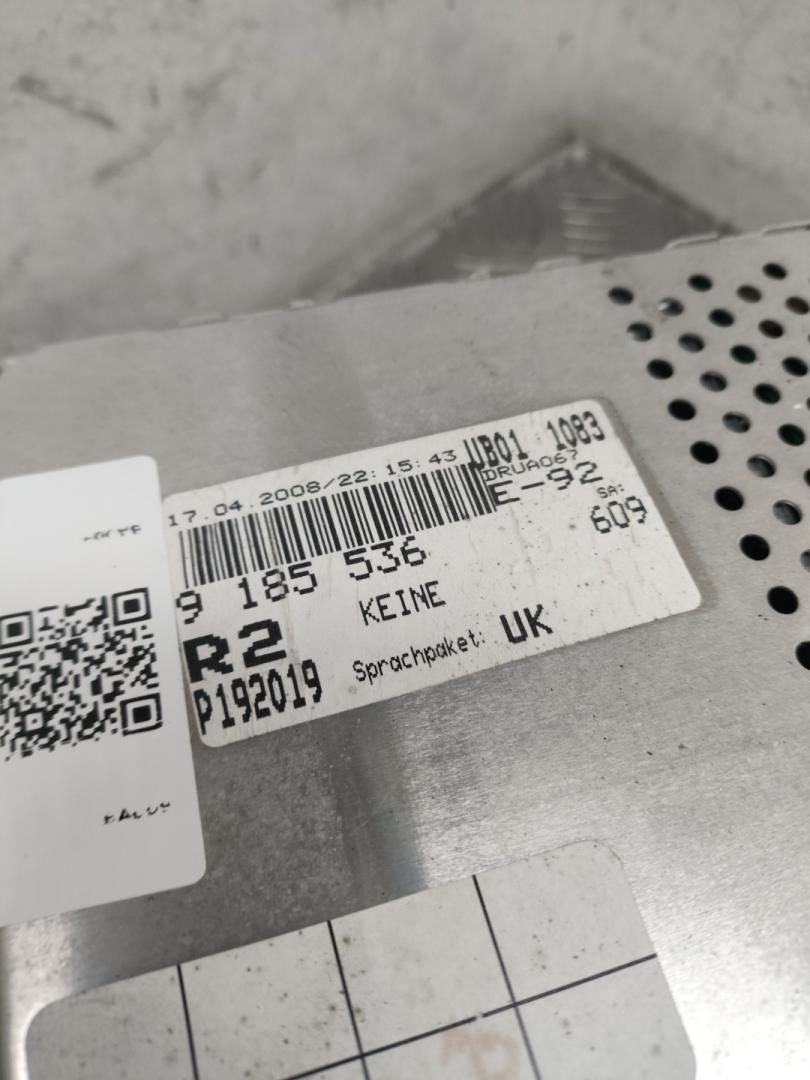 17.04.2008/22:15:43 UB01 1083
DRUA067
E-92
SA:
609
9 185 536
KEINE
R2
Sprachpaket: UK
P192019